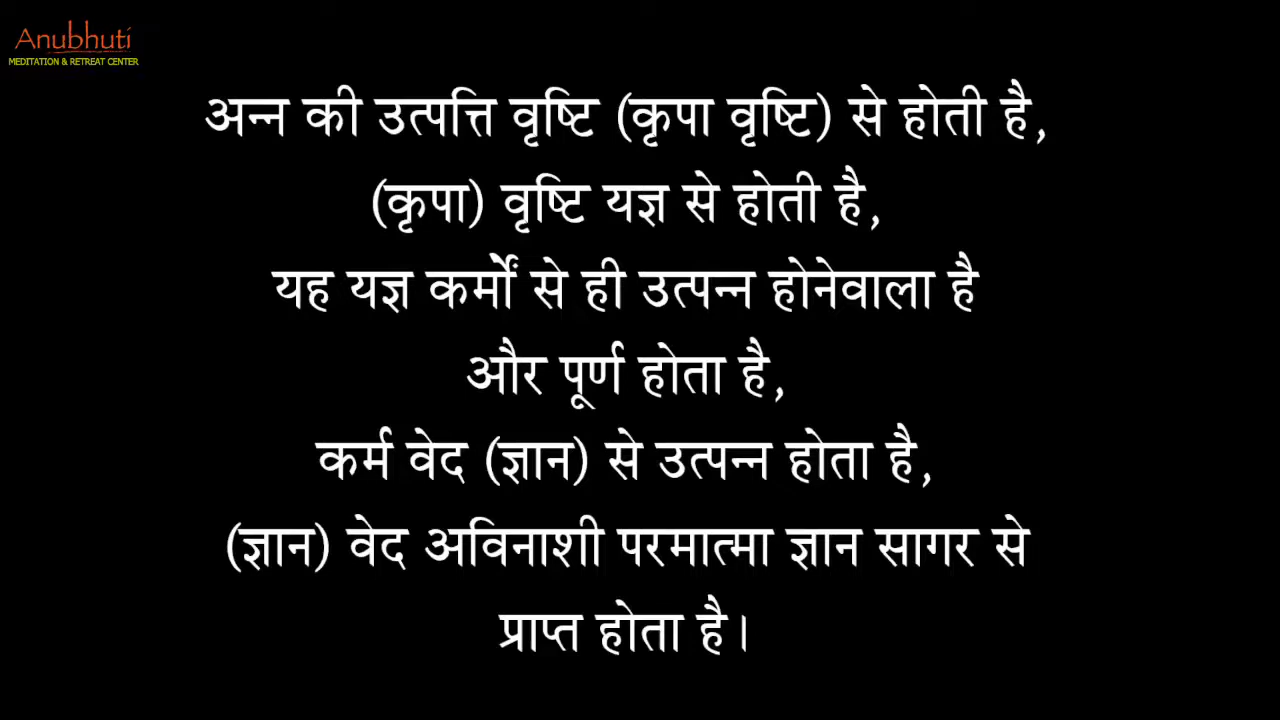 Anubhuti
MEDITATION & RETREAT CENTER
अन्न की उत्पत्ति वृष्टि (कृपा वृष्टि) से होती है,
(कृपा) वृष्टि यज्ञ से होती है,
यह यज्ञ कर्मों से ही उत्पन्न होनेवाला है
और पूर्ण होता है,
कर्म वेद (ज्ञान) से उत्पन्न होता है,
(ज्ञान) वेद अविनाशी परमात्मा ज्ञान सागर से
प्राप्त होता है।